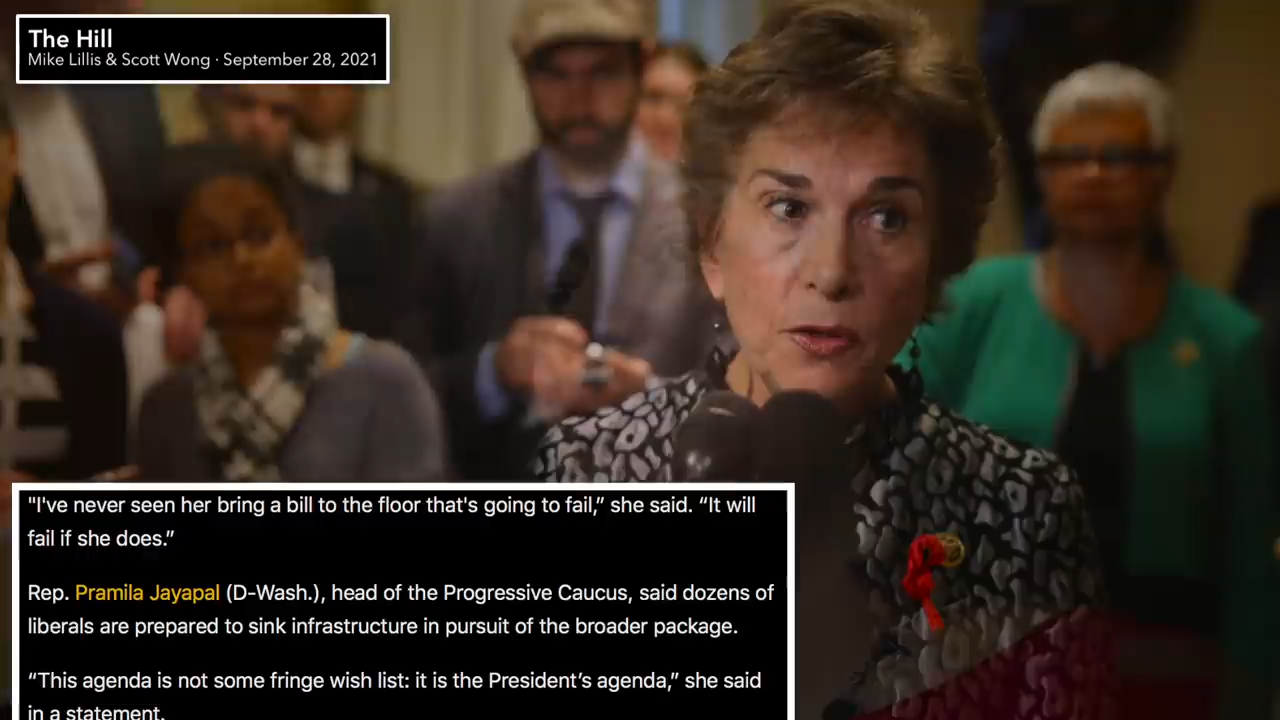 The Hill
Mike Lillis & Scott Wong · September 28, 2021
"I've never seen her bring a bill to the floor that's going to fail,” she said. “It will
fail if she does.”
Rep. Pramila Jayapal (D-Wash.), head of the Progressive Caucus, said dozens of
liberals are prepared to sink infrastructure in pursuit of the broader package.
“This agenda is not some fringe wish list: it is the President’s agenda,” she said
in a statement.